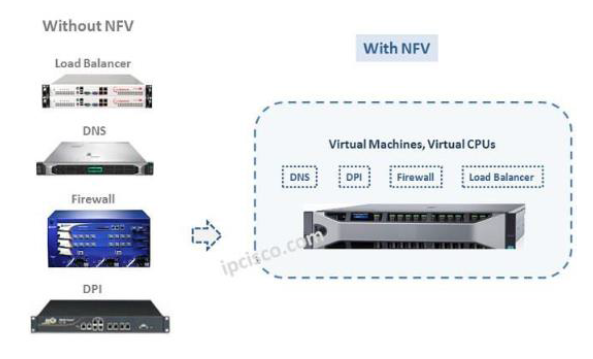 Without NFV
Load Balancer
DNS
Firewall
DPI
With NFV
Virtual Machines, Virtual CPUs
DNS DPI Firewall Load Balancer
ipcisco.com